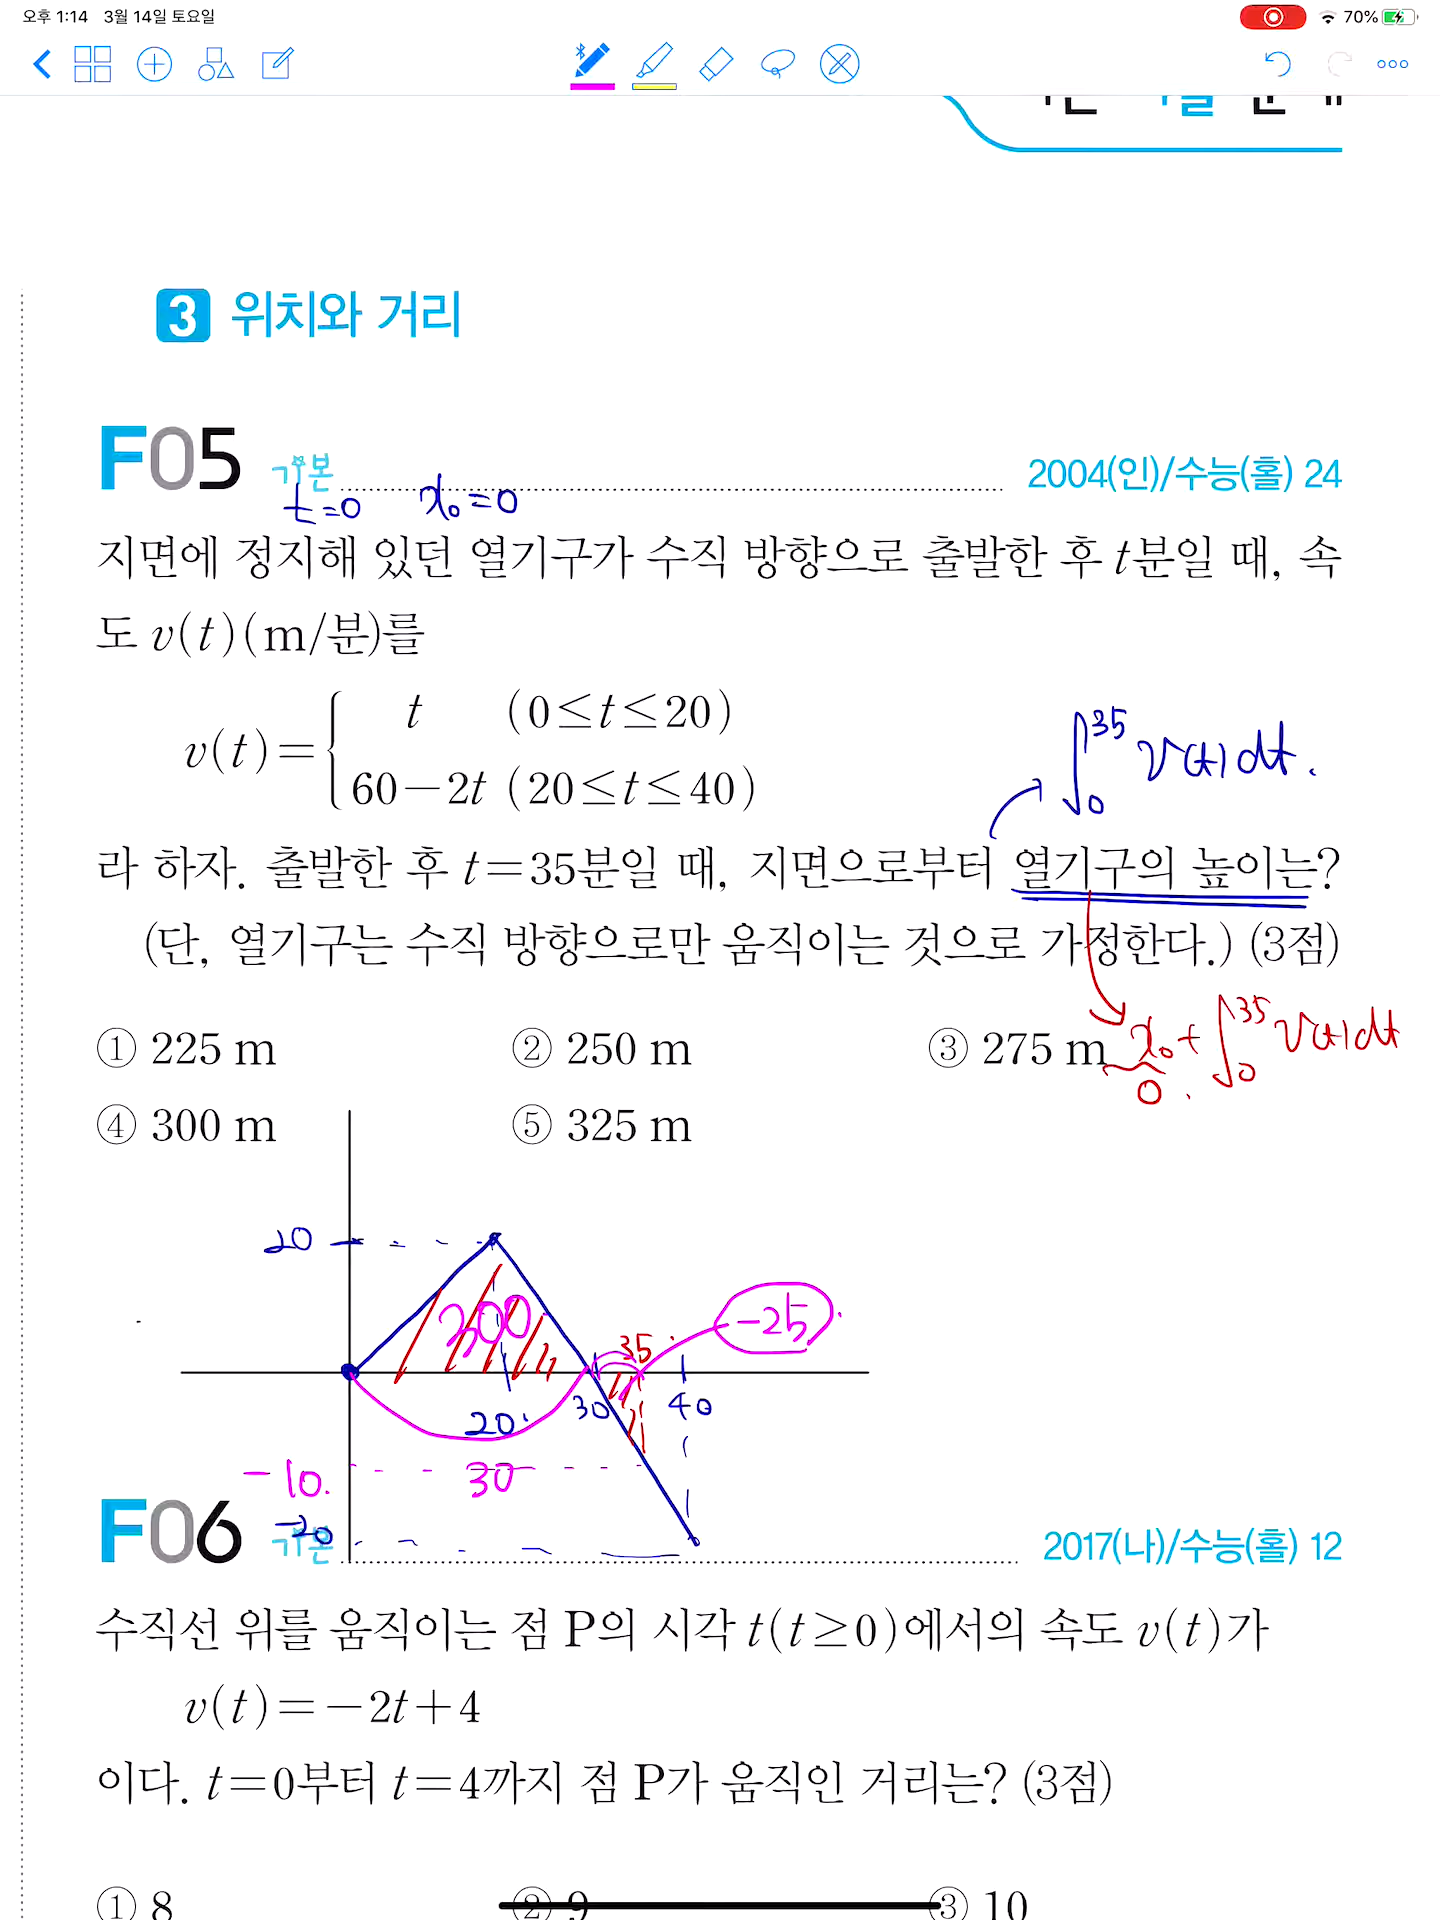 오후 1:14 3월 14일 토요일
70%
3 위치와 거리
F05 기본 2004(인)/수능(홀) 24
t=0 x₀=0
지면에 정지해 있던 열기구가 수직 방향으로 출발한 후 t분일 때, 속
도 v(t)(m/분)를
v(t)={ t (0≤t≤20)
60-2t (20≤t≤40)
∫₀³⁵ v(t)dt.
라 하자. 출발한 후 t=35분일 때, 지면으로부터 열기구의 높이는?
(단, 열기구는 수직 방향으로만 움직이는 것으로 가정한다.) (3점)
① 225 m ② 250 m ③ 275 m
x₀+∫₀³⁵ v(t)dt
0
④ 300 m ⑤ 325 m
20
300
-25
35
20 30 40
-10. 30
-20
F06 기본 2017(나)/수능(홀) 12
수직선 위를 움직이는 점 P의 시각 t(t≥0)에서의 속도 v(t)가
v(t)=-2t+4
이다. t=0부터 t=4까지 점 P가 움직인 거리는? (3점)
① 8 ② 9 ③ 10